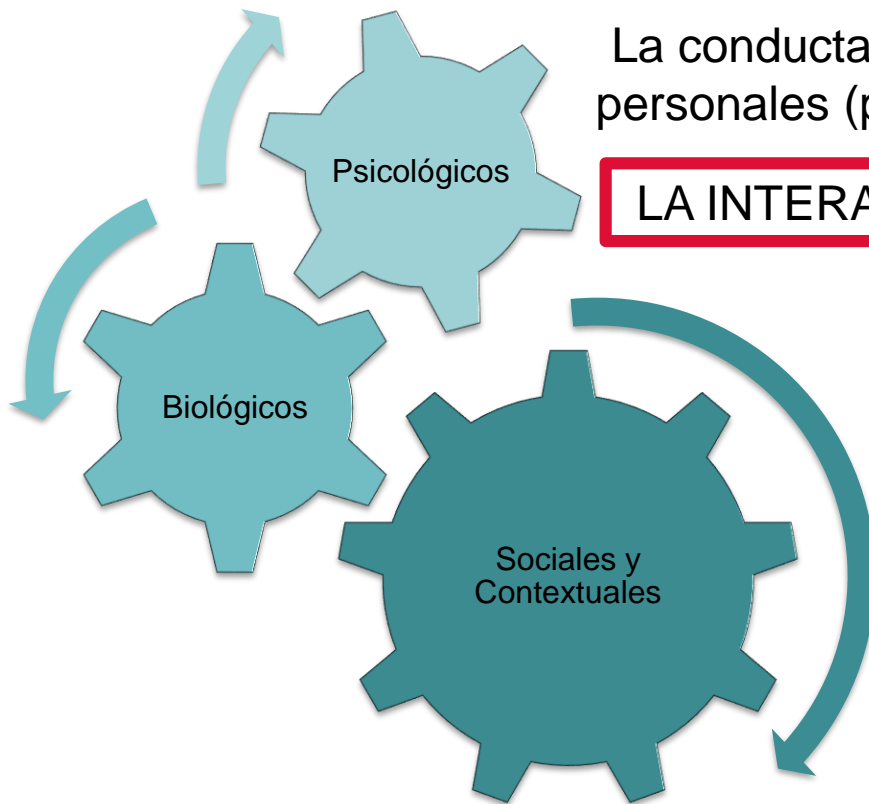 La conducta
personales (p
LA INTERA
Psicológicos
Biológicos
Sociales y
Contextuales